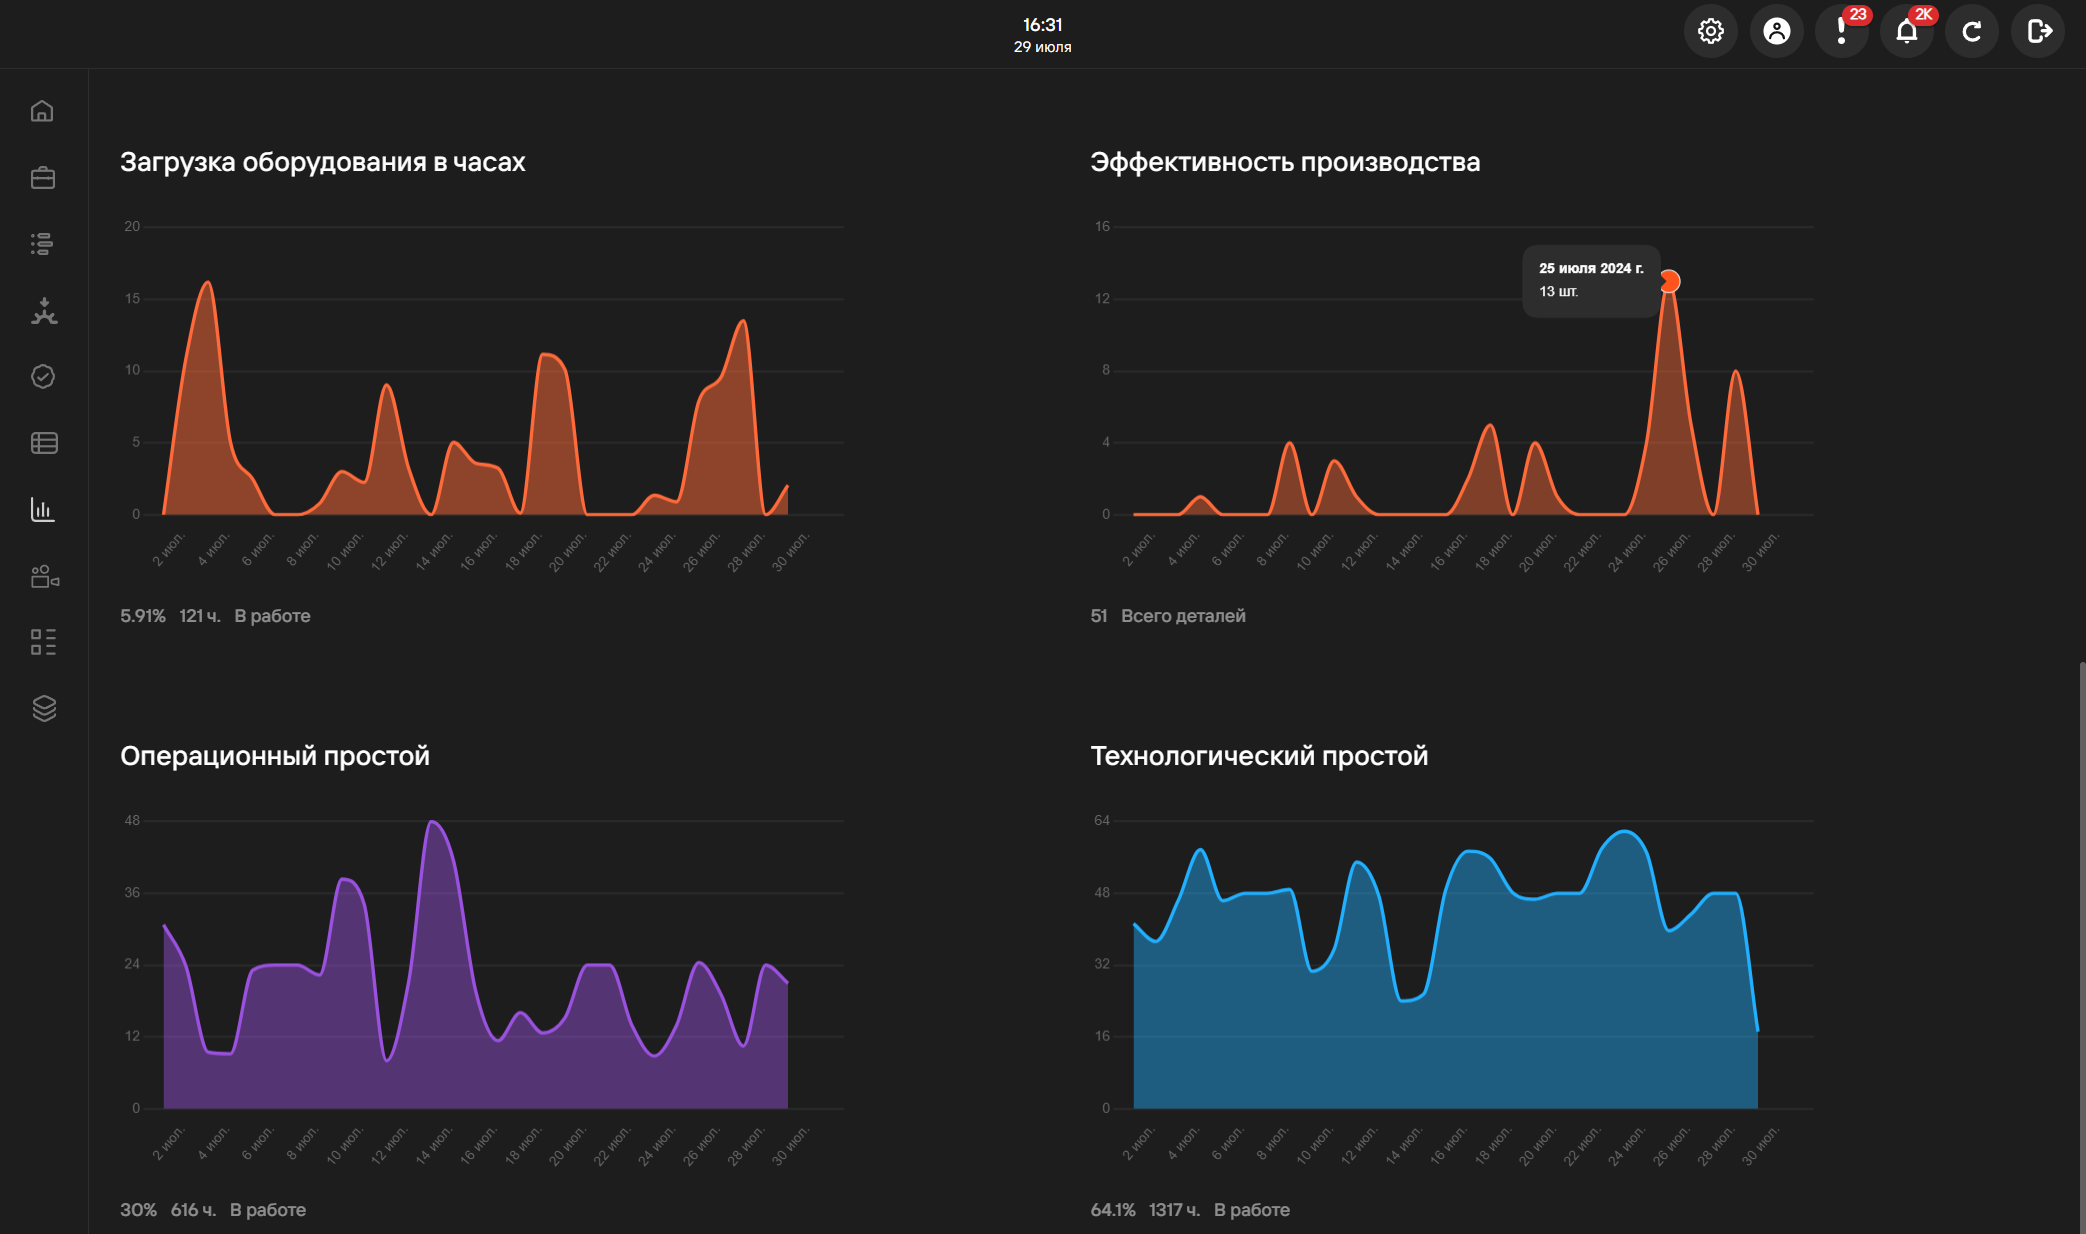 16:31
29 июля
23
2K
Загрузка оборудования в часах
20
15
10
5
0
2 июл.
4 июл.
6 июл.
8 июл.
10 июл.
12 июл.
14 июл.
16 июл.
18 июл.
20 июл.
22 июл.
24 июл.
26 июл.
28 июл.
30 июл.
5.91% 121 ч. В работе
Эффективность производства
16
12
8
4
0
25 июля 2024 г.
13 шт.
2 июл.
4 июл.
6 июл.
8 июл.
10 июл.
12 июл.
14 июл.
16 июл.
18 июл.
20 июл.
22 июл.
24 июл.
26 июл.
28 июл.
30 июл.
51 Всего деталей
Операционный простой
48
36
24
12
0
2 июл.
4 июл.
6 июл.
8 июл.
10 июл.
12 июл.
14 июл.
16 июл.
18 июл.
20 июл.
22 июл.
24 июл.
26 июл.
28 июл.
30 июл.
30% 616 ч. В работе
Технологический простой
64
48
32
16
0
2 июл.
4 июл.
6 июл.
8 июл.
10 июл.
12 июл.
14 июл.
16 июл.
18 июл.
20 июл.
22 июл.
24 июл.
26 июл.
28 июл.
30 июл.
64.1% 1317 ч. В работе